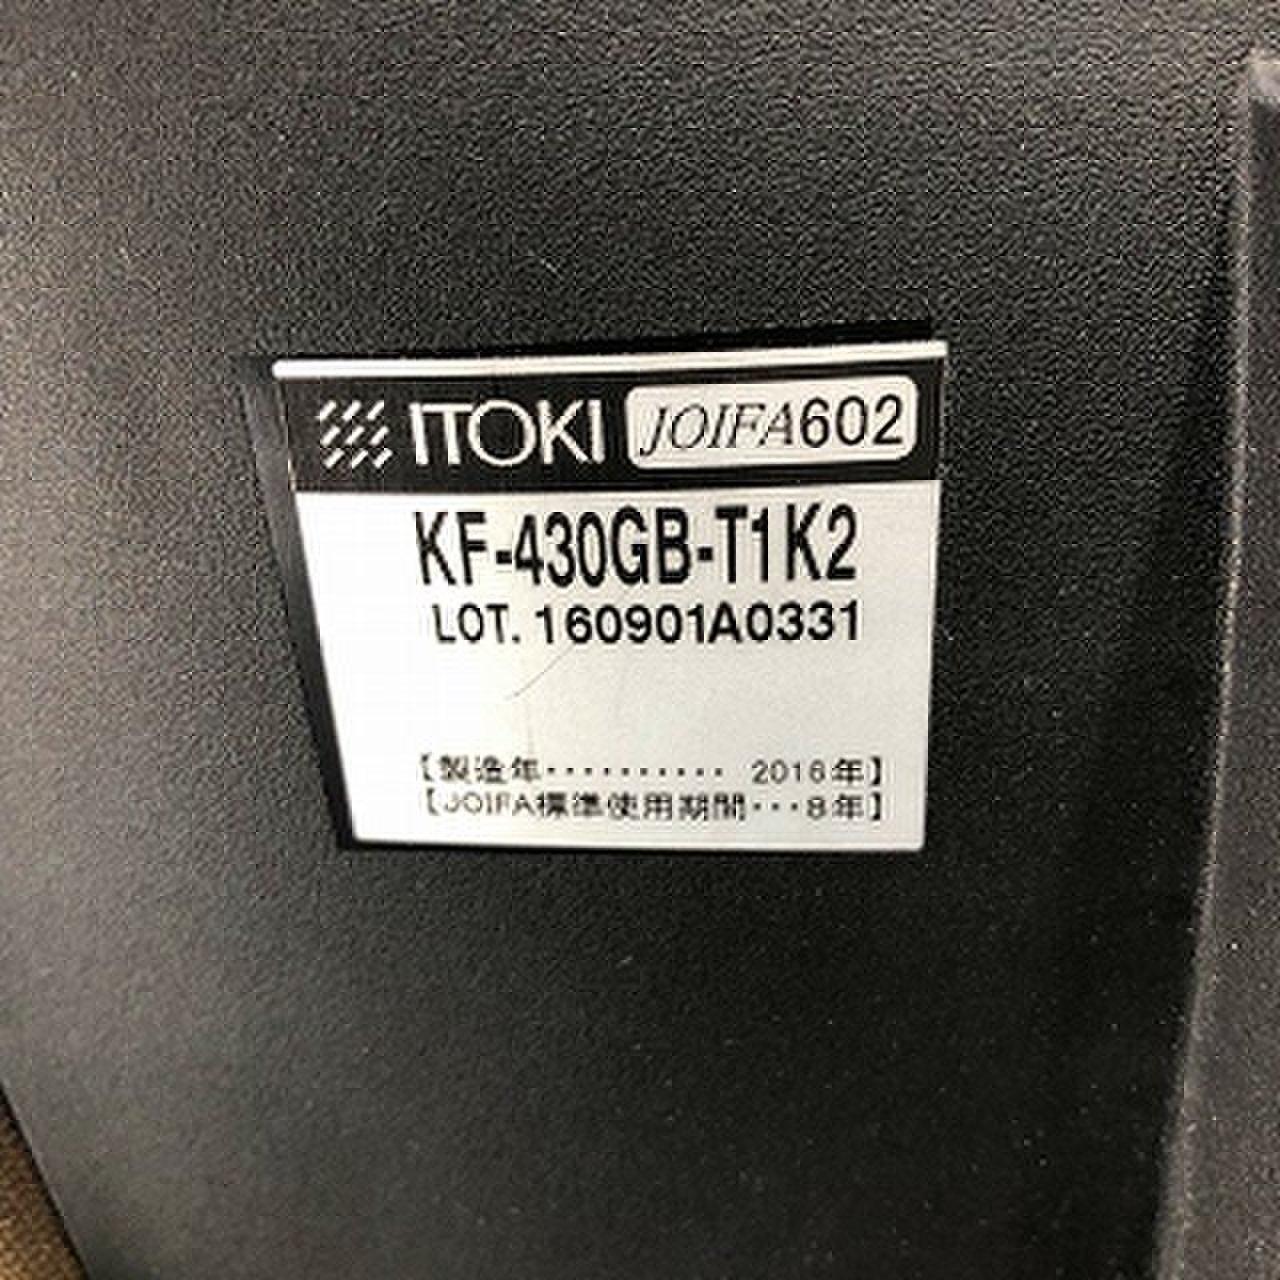 ITOKI JOIFA602
KF-430GB-T1K2
LOT. 160901A0331
【製造年・・・・・・・・・・ 2016年】
【JOIFA標準使用期間・・・8年】